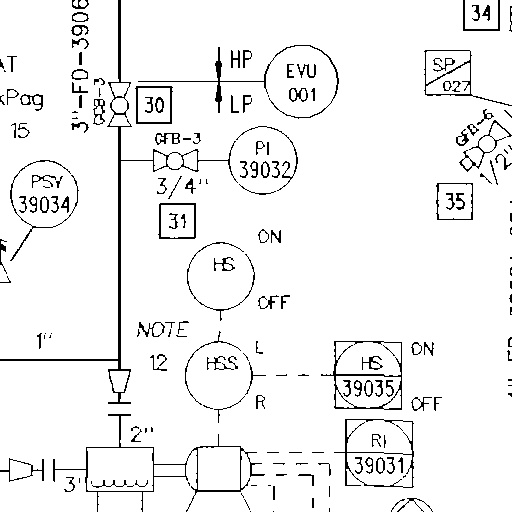 34
3"-FD-3906
HP
LP
EVU
001
SP
027
AT
kPag
15
GFB-3
30
GFB-3
PI
39032
GFB-6
1/2"
3/4"
31
35
PSV
39034
HS
ON
OFF
NOTE
12
1"
HSS
L
R
HS
39035
ON
OFF
RI
39031
2"
3"